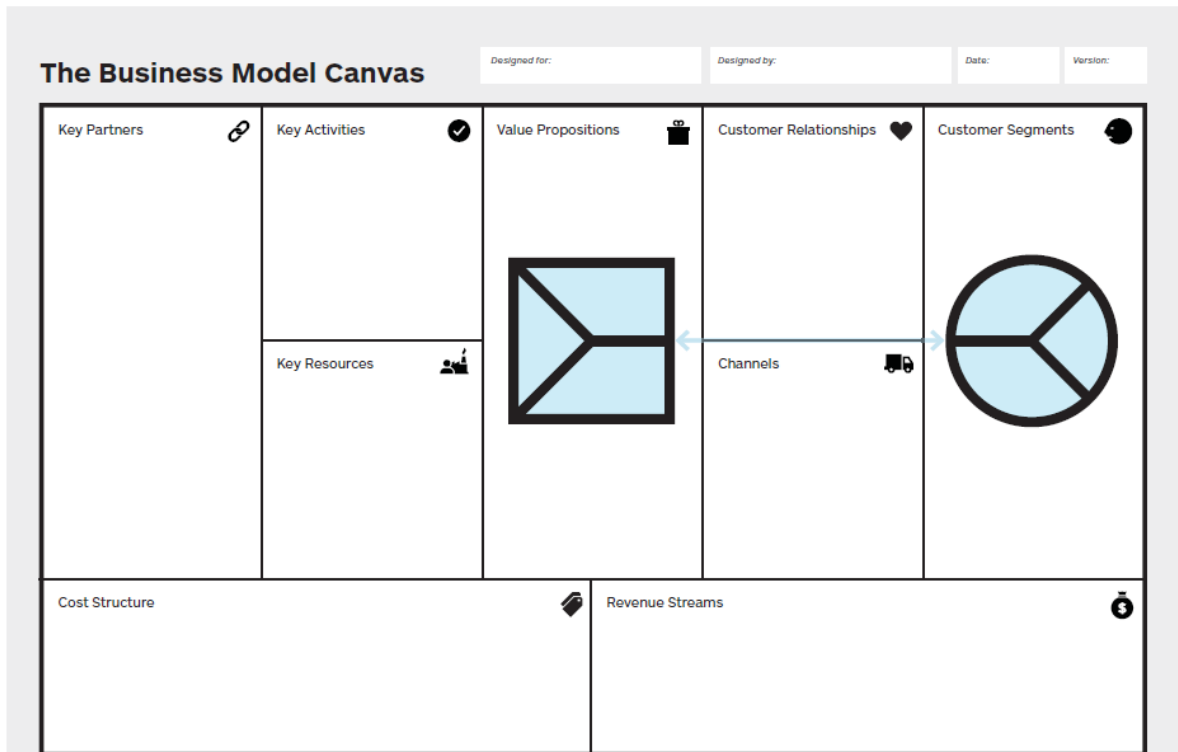 The Business Model Canvas
Designed for:
Designed by:
Date:
Version:
Key Partners
Key Activities
Value Propositions
Customer Relationships
Customer Segments
Key Resources
Channels
Cost Structure
Revenue Streams
$